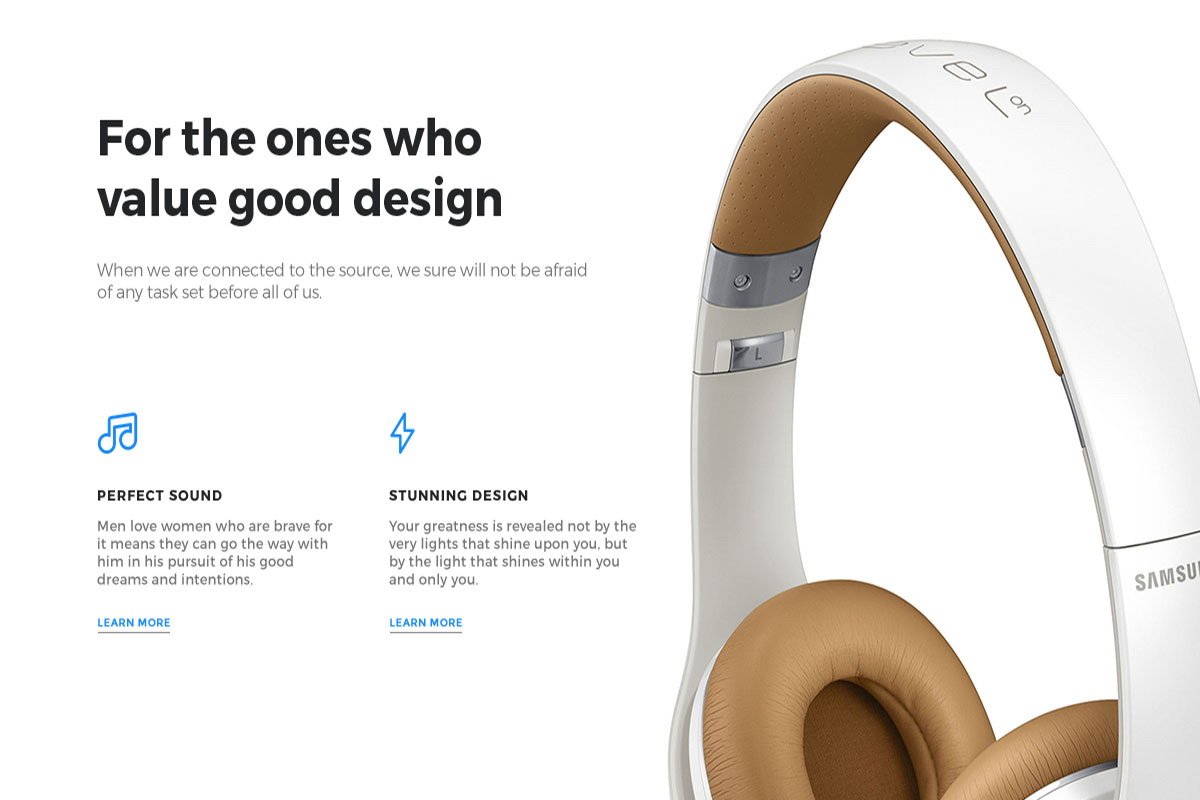 For the ones who
value good design
When we are connected to the source, we sure will not be afraid
of any task set before all of us.
PERFECT SOUND
Men love women who are brave for
it means they can go the way with
him in his pursuit of his good
dreams and intentions.
LEARN MORE
STUNNING DESIGN
Your greatness is revealed not by the
very lights that shine upon you, but
by the light that shines within you
and only you.
LEARN MORE
on
L